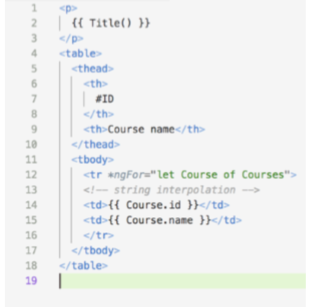 1 <p>
2 {{ Title() }}
3 </p>
4 <table>
5 <thead>
6 <th>
7 #ID
8 </th>
9 <th>Course name</th>
10 </thead>
11 <tbody>
12 <tr *ngFor="let Course of Courses">
13 <!-- string interpolation -->
14 <td>{{ Course.id }}</td>
15 <td>{{ Course.name }}</td>
16 </tr>
17 </tbody>
18 </table>
19